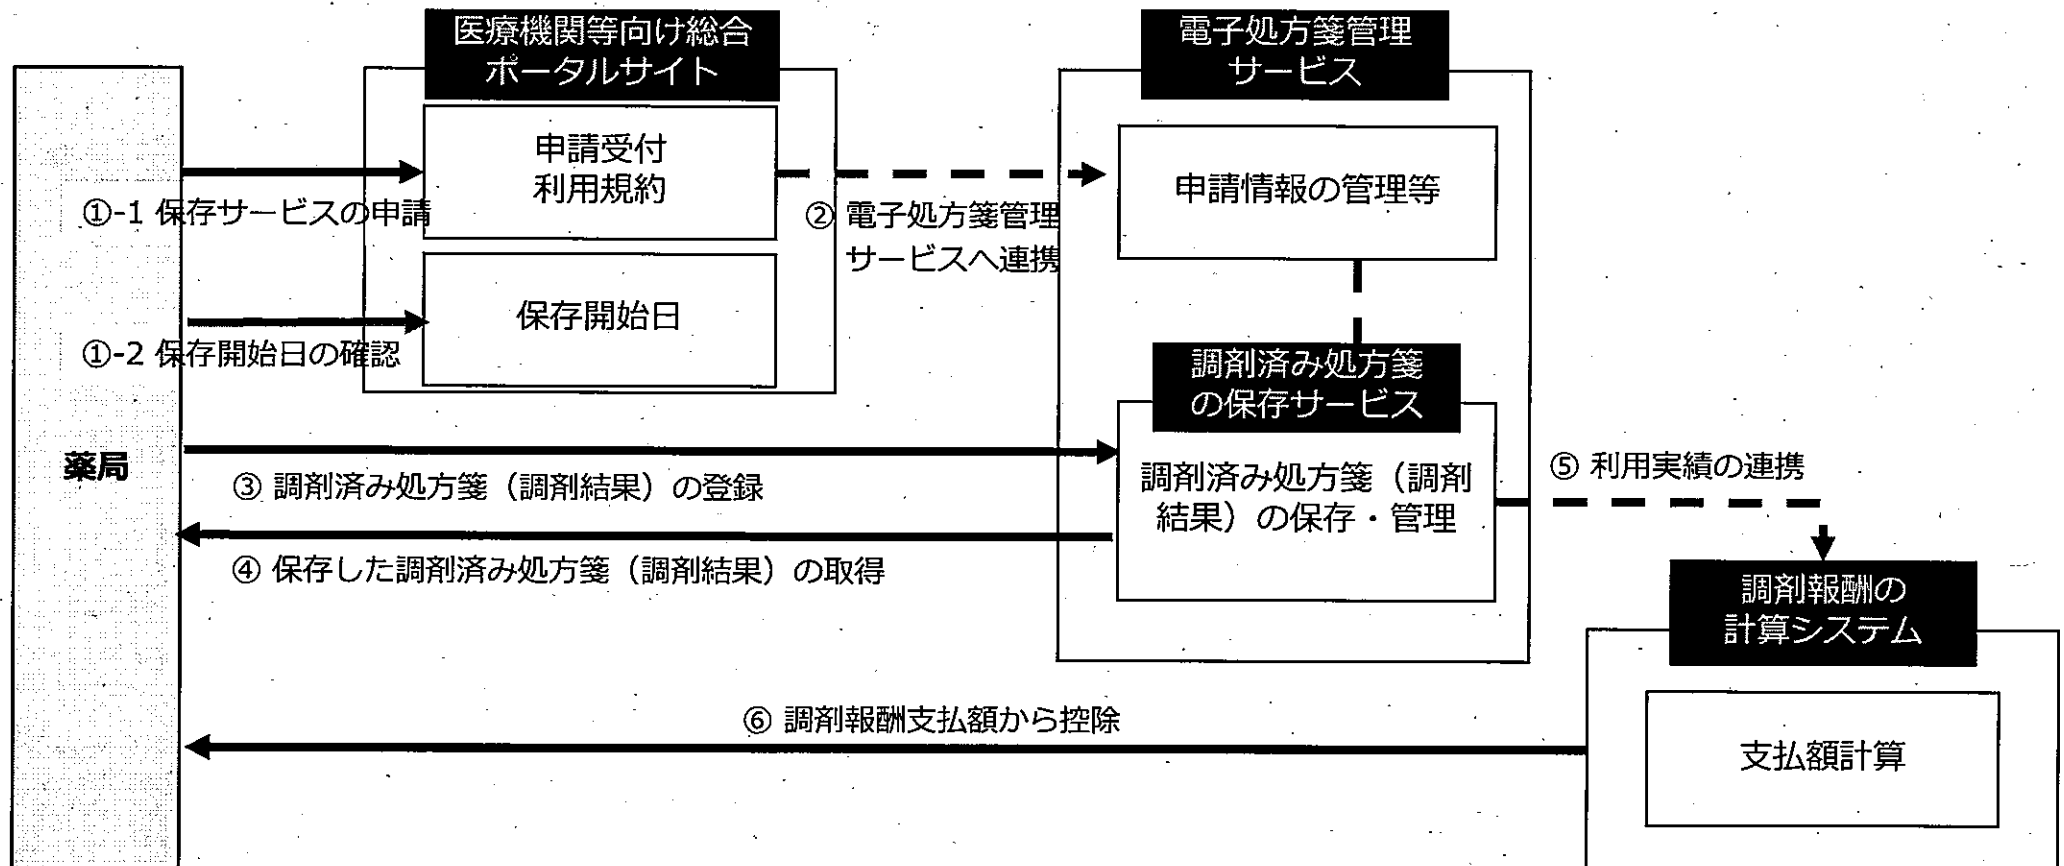 医療機関等向け総合
ポータルサイト
電子処方箋管理
サービス
申請受付
利用規約
申請情報の管理等
①-1 保存サービスの申請
② 電子処方箋管理
サービスへ連携
保存開始日
①-2 保存開始日の確認
調剤済み処方箋
の保存サービス
薬局
③ 調剤済み処方箋（調剤結果）の登録
調剤済み処方箋（調剤
結果）の保存・管理
⑤ 利用実績の連携
④ 保存した調剤済み処方箋（調剤結果）の取得
調剤報酬の
計算システム
⑥ 調剤報酬支払額から控除
支払額計算